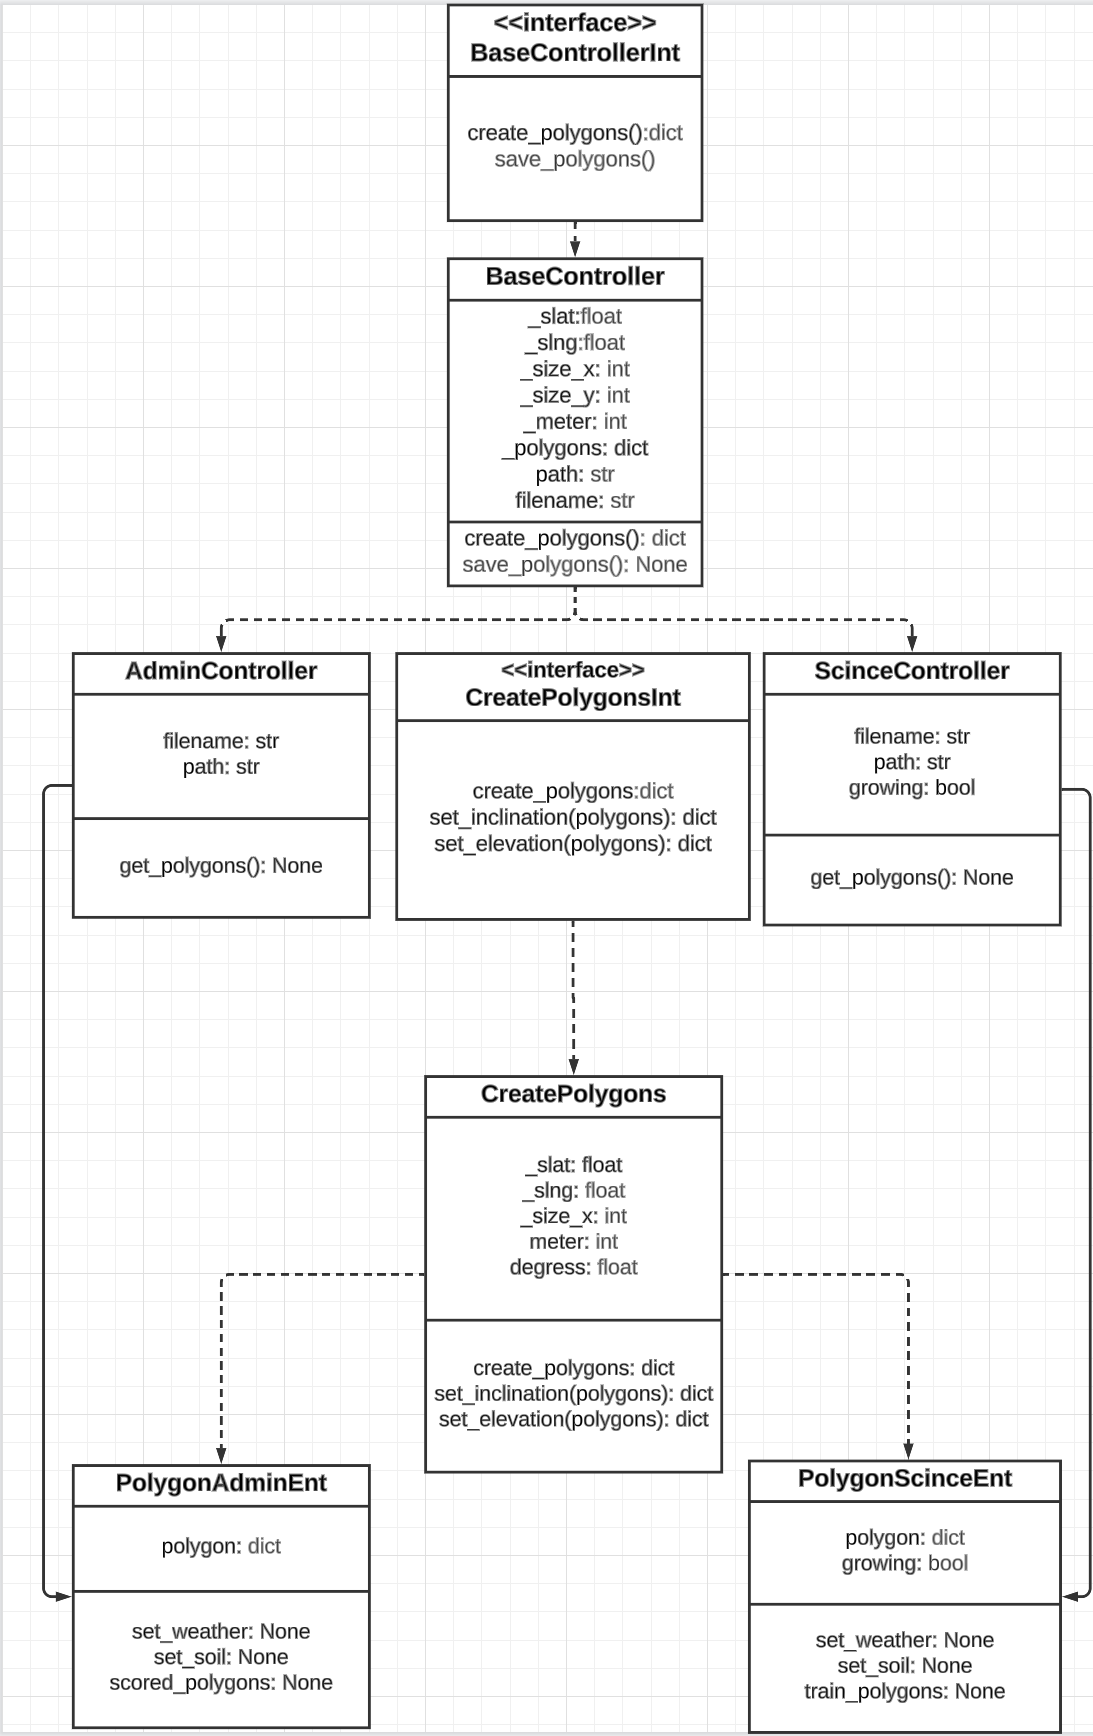 <<interface>>
BaseControllerInt
create_polygons():dict
save_polygons()
BaseController
_slat:float
_slng:float
_size_x: int
_size_y: int
_meter: int
_polygons: dict
path: str
filename: str
create_polygons(): dict
save_polygons(): None
AdminController
filename: str
path: str
get_polygons(): None
<<interface>>
CreatePolygonsInt
create_polygons:dict
set_inclination(polygons): dict
set_elevation(polygons): dict
ScinceController
filename: str
path: str
growing: bool
get_polygons(): None
CreatePolygons
_slat: float
_slng: float
_size_x: int
meter: int
degress: float
create_polygons: dict
set_inclination(polygons): dict
set_elevation(polygons): dict
PolygonAdminEnt
polygon: dict
set_weather: None
set_soil: None
scored_polygons: None
PolygonScinceEnt
polygon: dict
growing: bool
set_weather: None
set_soil: None
train_polygons: None